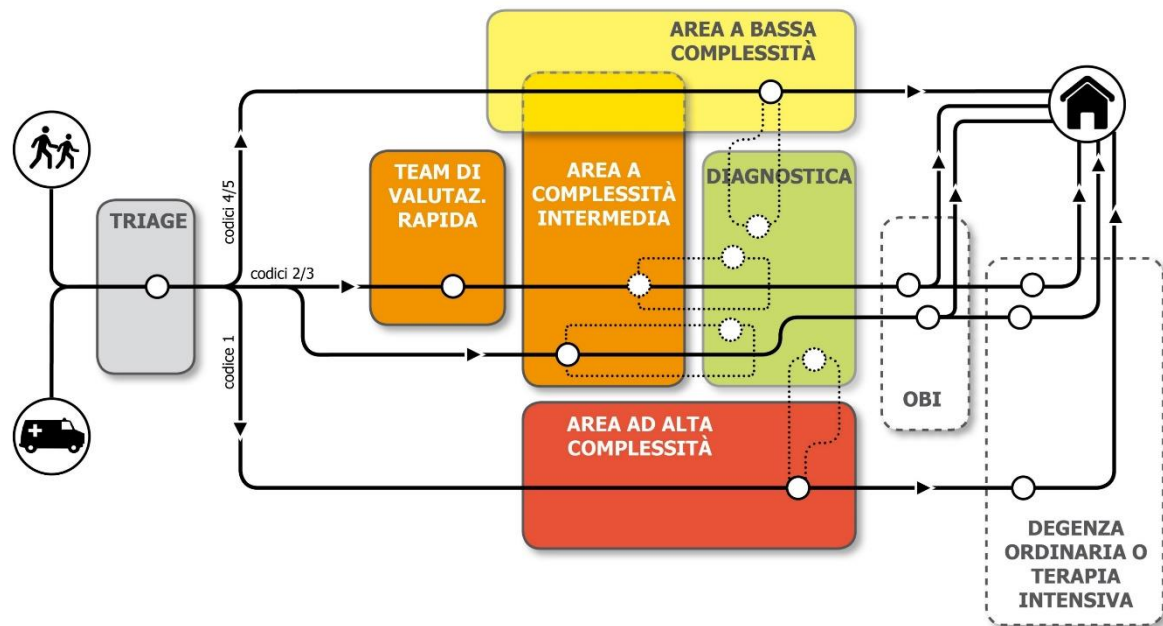 AREA A BASSA
COMPLESSITÀ
TEAM DI
VALUTAZ.
RAPIDA
AREA A
COMPLESSITÀ
INTERMEDIA
DIAGNOSTICA
TRIAGE
codici 4/5
codici 2/3
codice 1
OBI
AREA AD ALTA
COMPLESSITÀ
DEGENZA
ORDINARIA O
TERAPIA
INTENSIVA